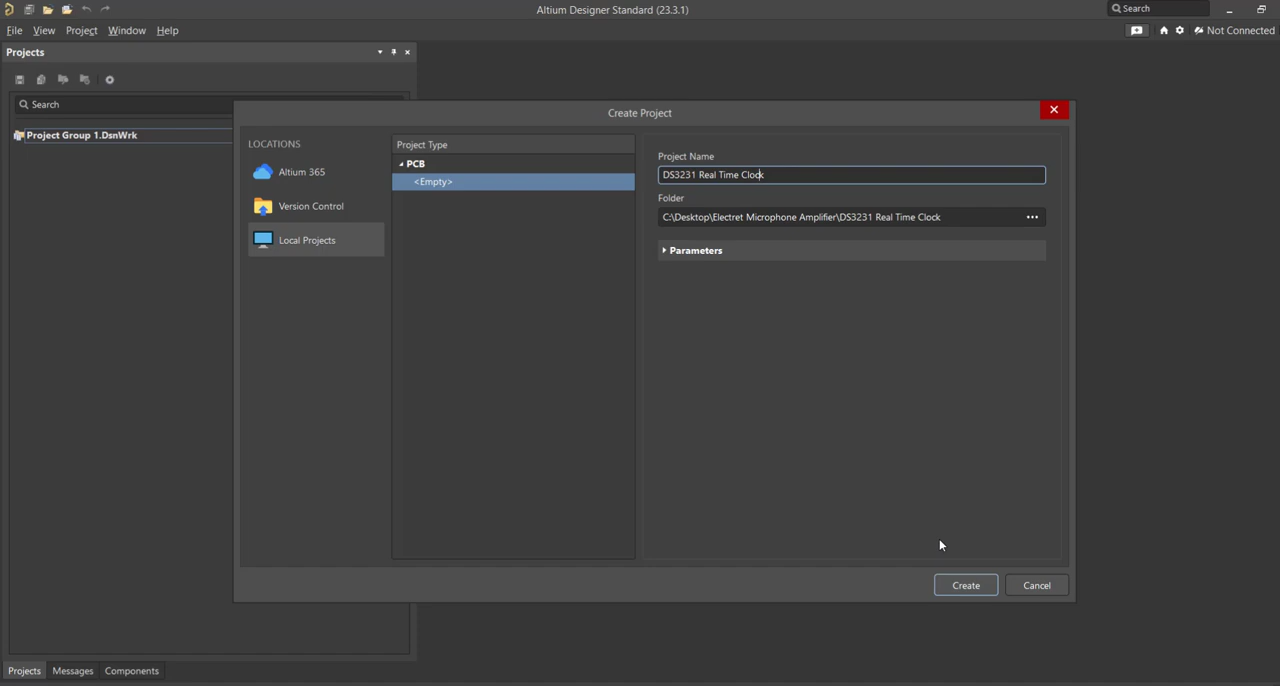 Altium Designer Standard (23.3.1)
Search
File View Project Window Help
Not Connected
Projects
Search
Project Group 1.DsnWrk
Create Project
LOCATIONS
Altium 365
Version Control
Local Projects
Project Type
PCB
<Empty>
Project Name
DS3231 Real Time Clock
Folder
C:\Desktop\Electret Microphone Amplifier\DS3231 Real Time Clock
Parameters
Create
Cancel
Projects Messages Components